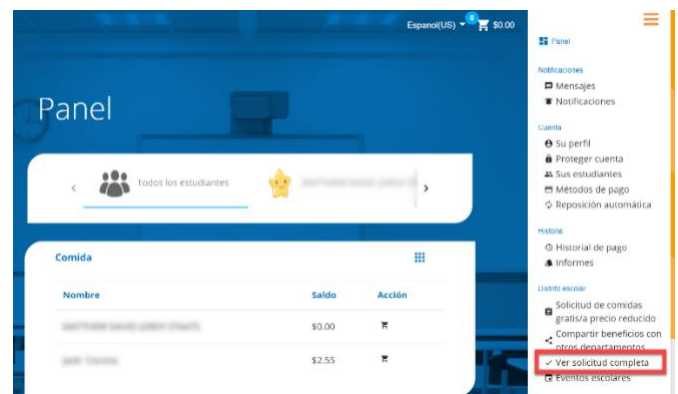 Espanol(US) 0 $0.00
Panel
Todos los estudiantes
Comida
Nombre Saldo Acción
$0.00
$2.55
Panel
Notificaciones
Mensajes
Notificaciones
Cuenta
Su perfil
Proteger cuenta
Sus estudiantes
Métodos de pago
Reposición automática
Historia
Historial de pago
Informes
Distrito escolar
Solicitud de comidas
gratis/a precio reducido
Compartir beneficios con
otros departamentos
Ver solicitud completa
Eventos escolares